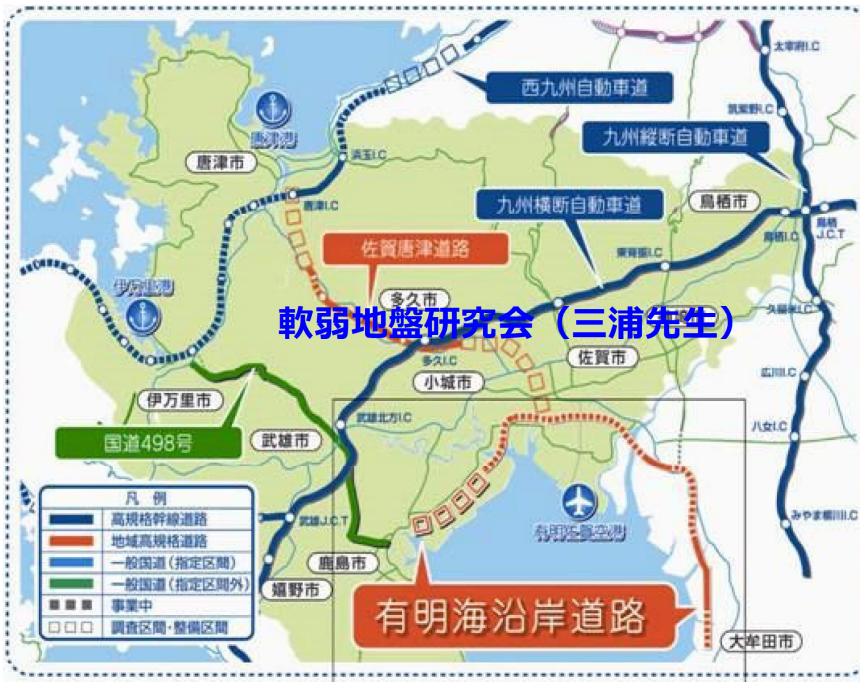 西九州自動車道
太宰府I.C
筑紫野I.C
唐津港
九州縦断自動車道
唐津市
浜玉I.C
九州横断自動車道
鳥栖市
唐津I.C
鳥栖I.C
鳥栖
J.C.T
佐賀唐津道路
東脊振I.C
伊万里港
多久市
久留米I.C
軟弱地盤研究会（三浦先生）
多久I.C
佐賀市
小城市
広川I.C
伊万里市
武雄北方I.C
八女I.C
国道498号
武雄市
凡 例
高規格幹線道路
地域高規格道路
一般国道(指定区間)
一般国道(指定区間外)
事業中
調査区間・整備区間
武雄J.C.T
有明佐賀空港
みやま柳川I.C
鹿島市
嬉野市
有明海沿岸道路
大牟田市